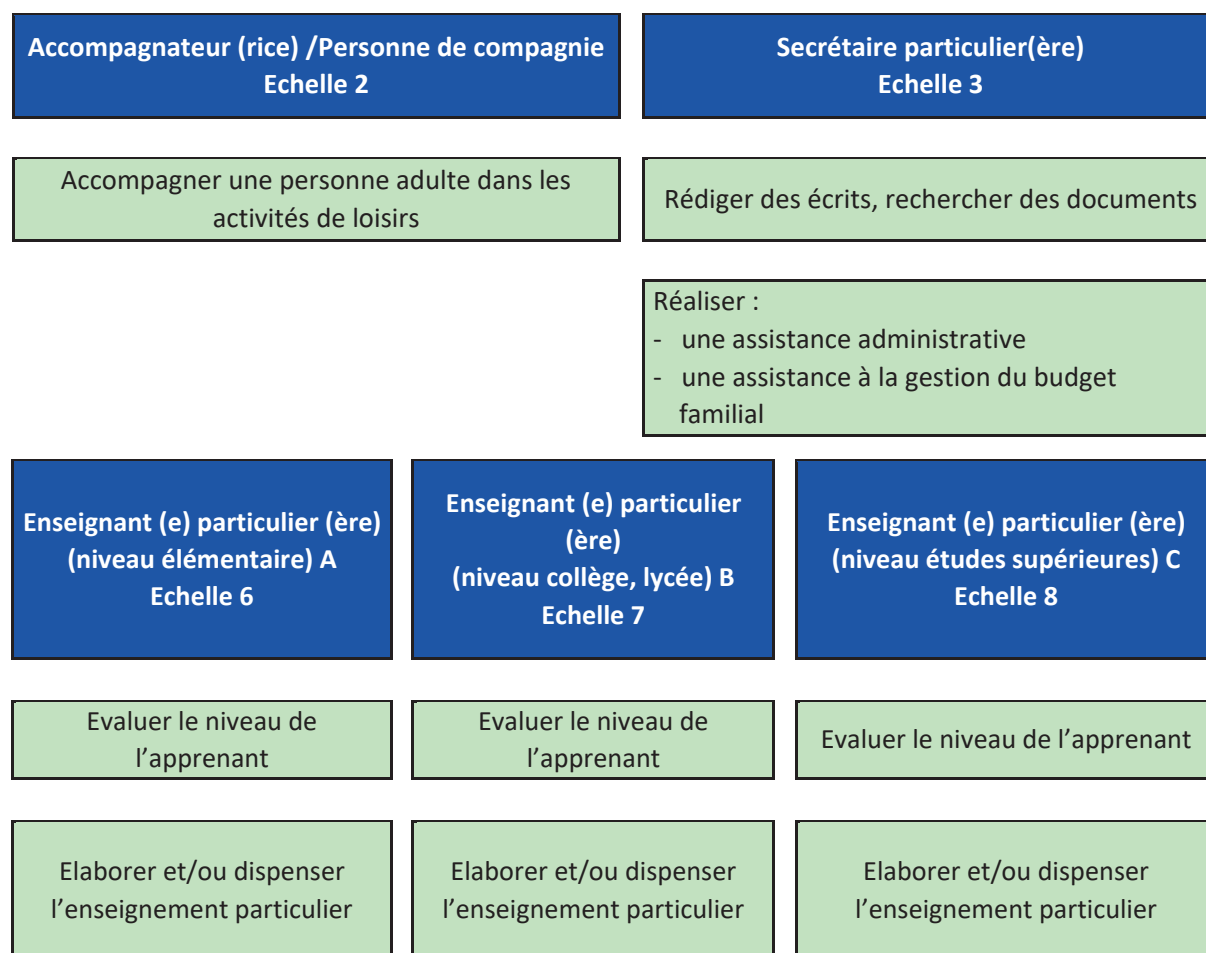 Accompagnateur (rice) /Personne de compagnie
Echelle 2
Secrétaire particulier(ère)
Echelle 3
Accompagner une personne adulte dans les
activités de loisirs
Rédiger des écrits, rechercher des documents
Réaliser :
- une assistance administrative
- une assistance à la gestion du budget
familial
Enseignant (e) particulier (ère)
(niveau élémentaire) A
Echelle 6
Enseignant (e) particulier
(ère)
(niveau collège, lycée) B
Echelle 7
Enseignant (e) particulier (ère)
(niveau études supérieures) C
Echelle 8
Evaluer le niveau de
l’apprenant
Evaluer le niveau de
l’apprenant
Evaluer le niveau de l’apprenant
Elaborer et/ou dispenser
l’enseignement particulier
Elaborer et/ou dispenser
l’enseignement particulier
Elaborer et/ou dispenser
l’enseignement particulier